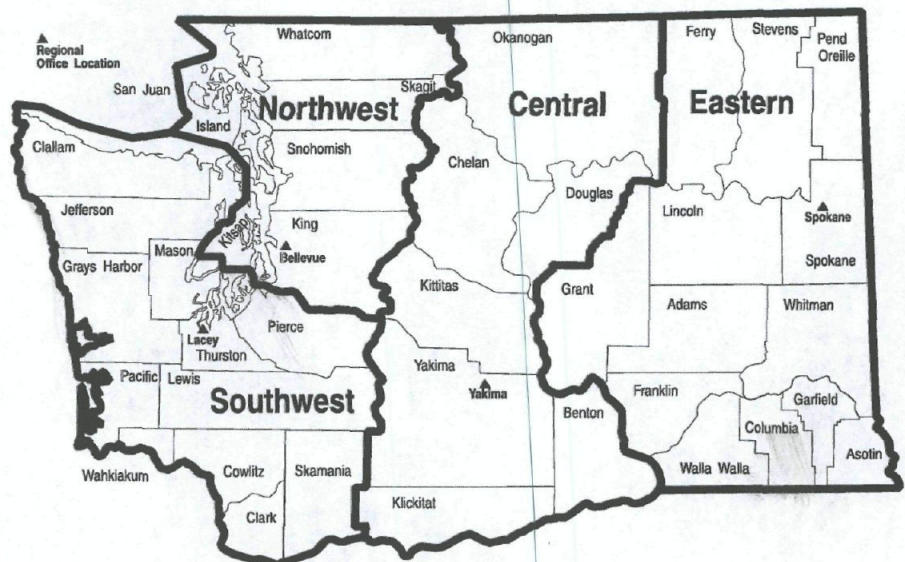 Regional
Office Location
Whatcom
Okanogan
Ferry
Stevens
Pend
Oreille
San Juan
Skagit
Northwest
Central
Eastern
Island
Clallam
Snohomish
Chelan
Douglas
Jefferson
Lincoln
Spokane
King
Kitsap
Mason
Bellevue
Grays Harbor
Spokane
Kittitas
Grant
Adams
Whitman
Pierce
Lacey
Thurston
Yakima
Pacific
Lewis
Yakima
Franklin
Garfield
Southwest
Benton
Columbia
Asotin
Wahkiakum
Cowlitz
Skamania
Walla Walla
Klickitat
Clark